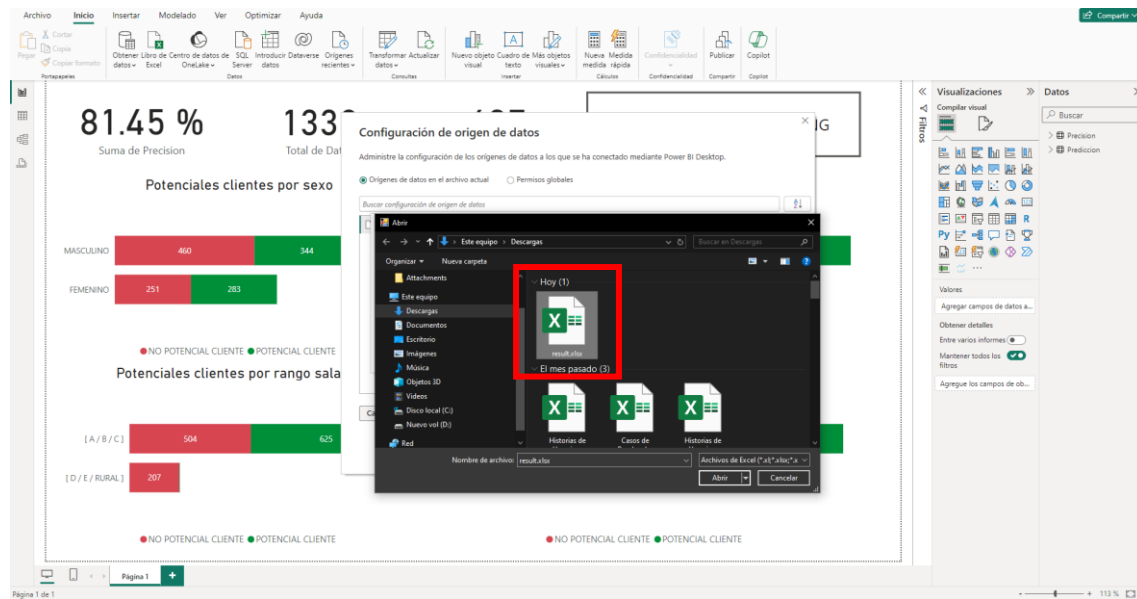 Archivo Inicio Insertar Modelado Ver Optimizar Ayuda
Compartir
Pegar
Cortar
Copia
Copiar formato
Portapapeles
Obtener datos
Libro de Excel
Centro de datos de OneLake
SQL Server
Introducir datos
Dataverse
Orígenes recientes
Datos
Transformar datos
Actualizar
Consultas
Nuevo objeto visual
Cuadro de texto
Más objetos visuales
Insertar
Nueva medida
Medida rápida
Cálculos
Confidencialidad
Confidencialidad
Publicar
Compartir
Copilot
Copilot
81.45 %
Suma de Precision
Potenciales clientes por sexo
MASCULINO 460 344
FEMENINO 251 283
NO POTENCIAL CLIENTE POTENCIAL CLIENTE
Potenciales clientes por rango sala
[ A / B / C ] 504 625
[ D / E / RURAL ] 207
NO POTENCIAL CLIENTE POTENCIAL CLIENTE
NO POTENCIAL CLIENTE POTENCIAL CLIENTE
Configuración de origen de datos
Administre la configuración de los orígenes de datos a los que se ha conectado mediante Power BI Desktop.
Orígenes de datos en el archivo actual Permisos globales
Buscar configuración de origen de datos
Abrir
Este equipo > Descargas
Buscar en Descargas
Organizar Nueva carpeta
Attachments
Este equipo
Descargas
Documentos
Escritorio
Imágenes
Música
Objetos 3D
Videos
Disco local (C:)
Nuevo vol (D:)
Red
Hoy (1)
result.xlsx
El mes pasado (3)
Historias de
Casos de
Historias de
Nombre de archivo: result.xlsx
Archivos de Excel (*.xl;*.xlsx;*.x
Abrir Cancelar
Filtros
Visualizaciones
Compilar visual
Valores
Agregar campos de datos a...
Obtener detalles
Entre varios informes
Mantener todos los filtros
Agregue los campos de ob...
Datos
Buscar
Precision
Prediccion
Página 1
Página 1 de 1
113 %